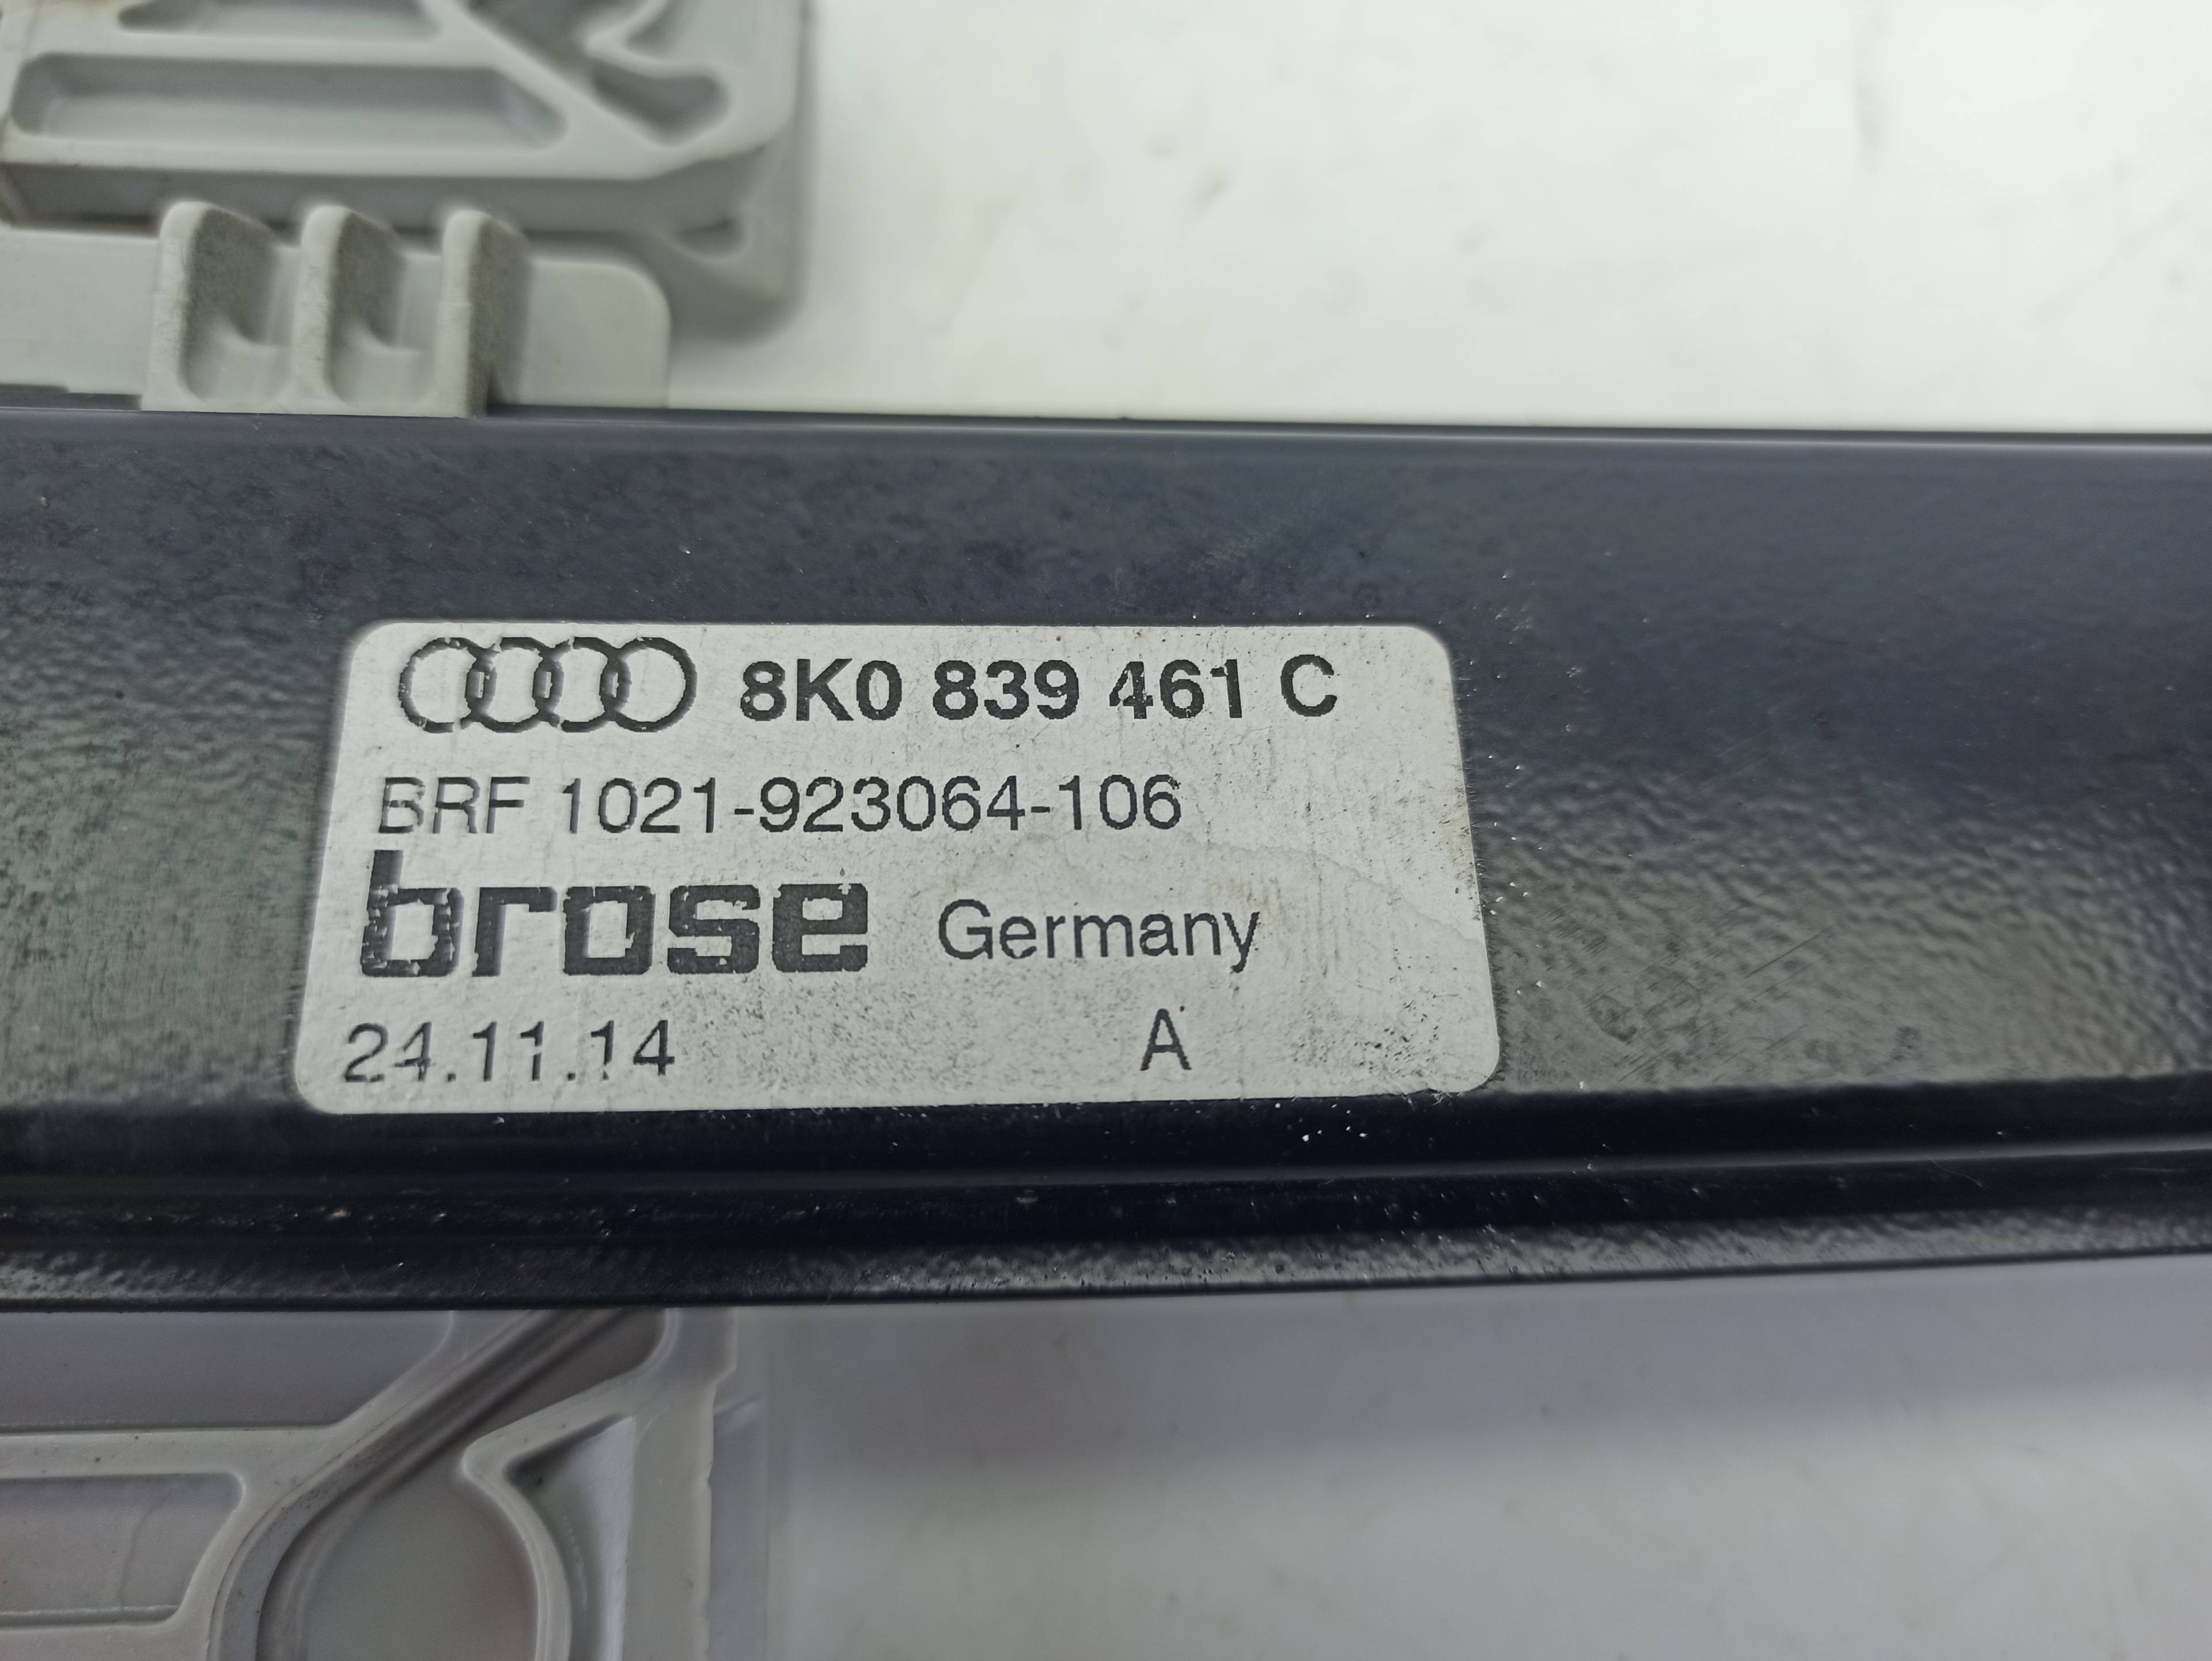 8K0 839 461 C
BRF 1021-923064-106
brose Germany
24.11.14 A